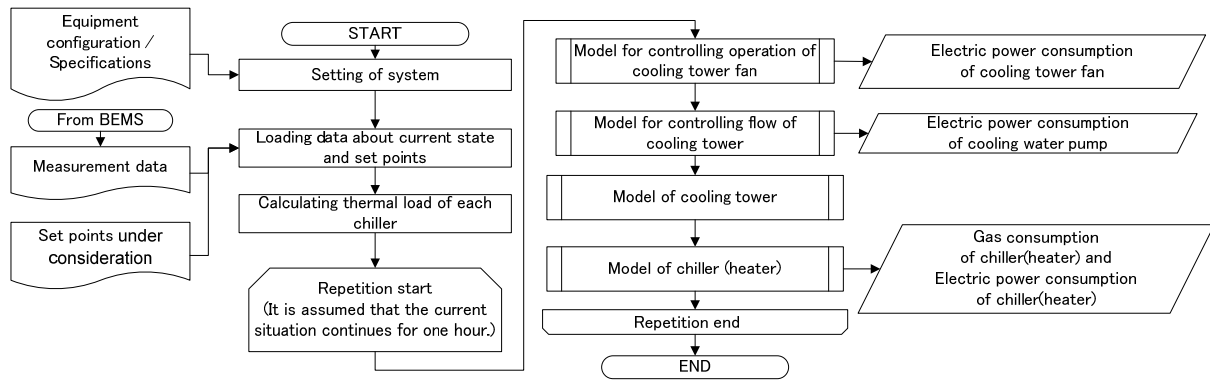 Equipment
configuration /
Specifications
From BEMS
Measurement data
Set points under
consideration
START
Setting of system
Loading data about current state
and set points
Calculating thermal load of each
chiller
Repetition start
(It is assumed that the current
situation continues for one hour.)
Model for controlling operation of
cooling tower fan
Electric power consumption
of cooling tower fan
Model for controlling flow of
cooling tower
Electric power consumption
of cooling water pump
Model of cooling tower
Model of chiller (heater)
Gas consumption
of chiller(heater) and
Electric power consumption
of chiller(heater)
Repetition end
END